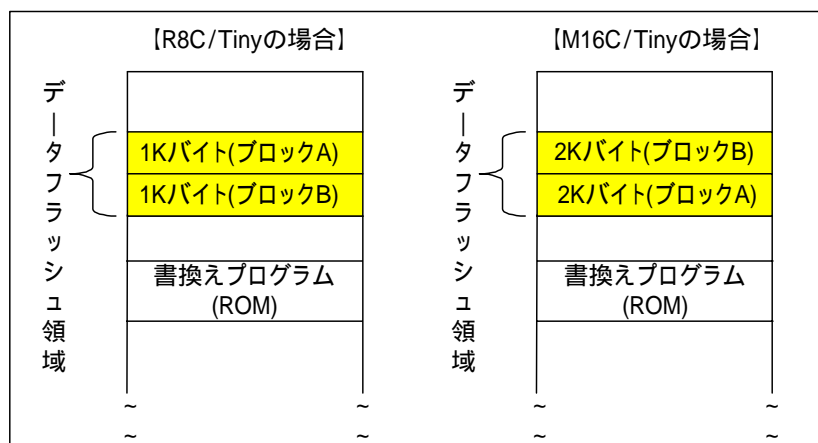 【R8C/Tinyの場合】
データフラッシュ領域
1Kバイト(ブロックA)
1Kバイト(ブロックB)
書換えプログラム
(ROM)
~ ~
~ ~
【M16C/Tinyの場合】
データフラッシュ領域
2Kバイト(ブロックB)
2Kバイト(ブロックA)
書換えプログラム
(ROM)
~ ~
~ ~